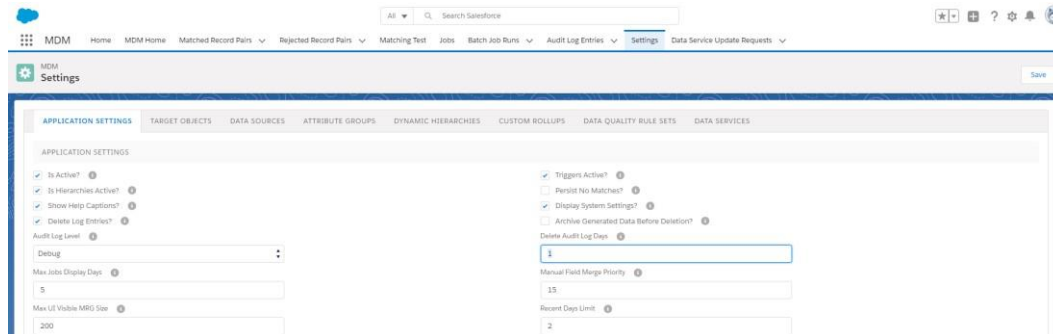 All Search Salesforce
MDM Home MDM Home Matched Record Pairs Rejected Record Pairs Matching Test Jobs Batch Job Runs Audit Log Entries Settings Data Service Update Requests
MDM
Settings
Save
APPLICATION SETTINGS TARGET OBJECTS DATA SOURCES ATTRIBUTE GROUPS DYNAMIC HIERARCHIES CUSTOM ROLLUPS DATA QUALITY RULE SETS DATA SERVICES
APPLICATION SETTINGS
Is Active? Triggers Active?
Is Hierarchies Active? Persist No Matches?
Show Help Captions? Display System Settings?
Delete Log Entries? Archive Generated Data Before Deletion?
Audit Log Level Delete Audit Log Days
Debug 1
Max Jobs Display Days Manual Field Merge Priority
5 15
Max UI Visible MRG Size Recent Days Limit
200 2